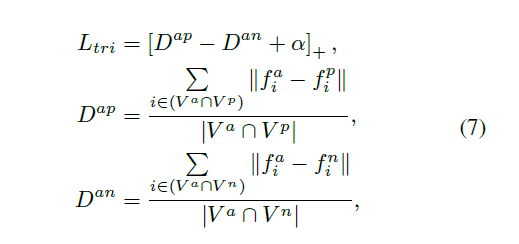 L_{tri} = [D^{ap} − D^{an} + α]_+ ,
D^{ap} = \frac{\sum_{i∈(V^a∩V^p)} ‖f_i^a − f_i^p‖}{|V^a ∩ V^p|},
(7)
D^{an} = \frac{\sum_{i∈(V^a∩V^n)} ‖f_i^a − f_i^n‖}{|V^a ∩ V^n|},